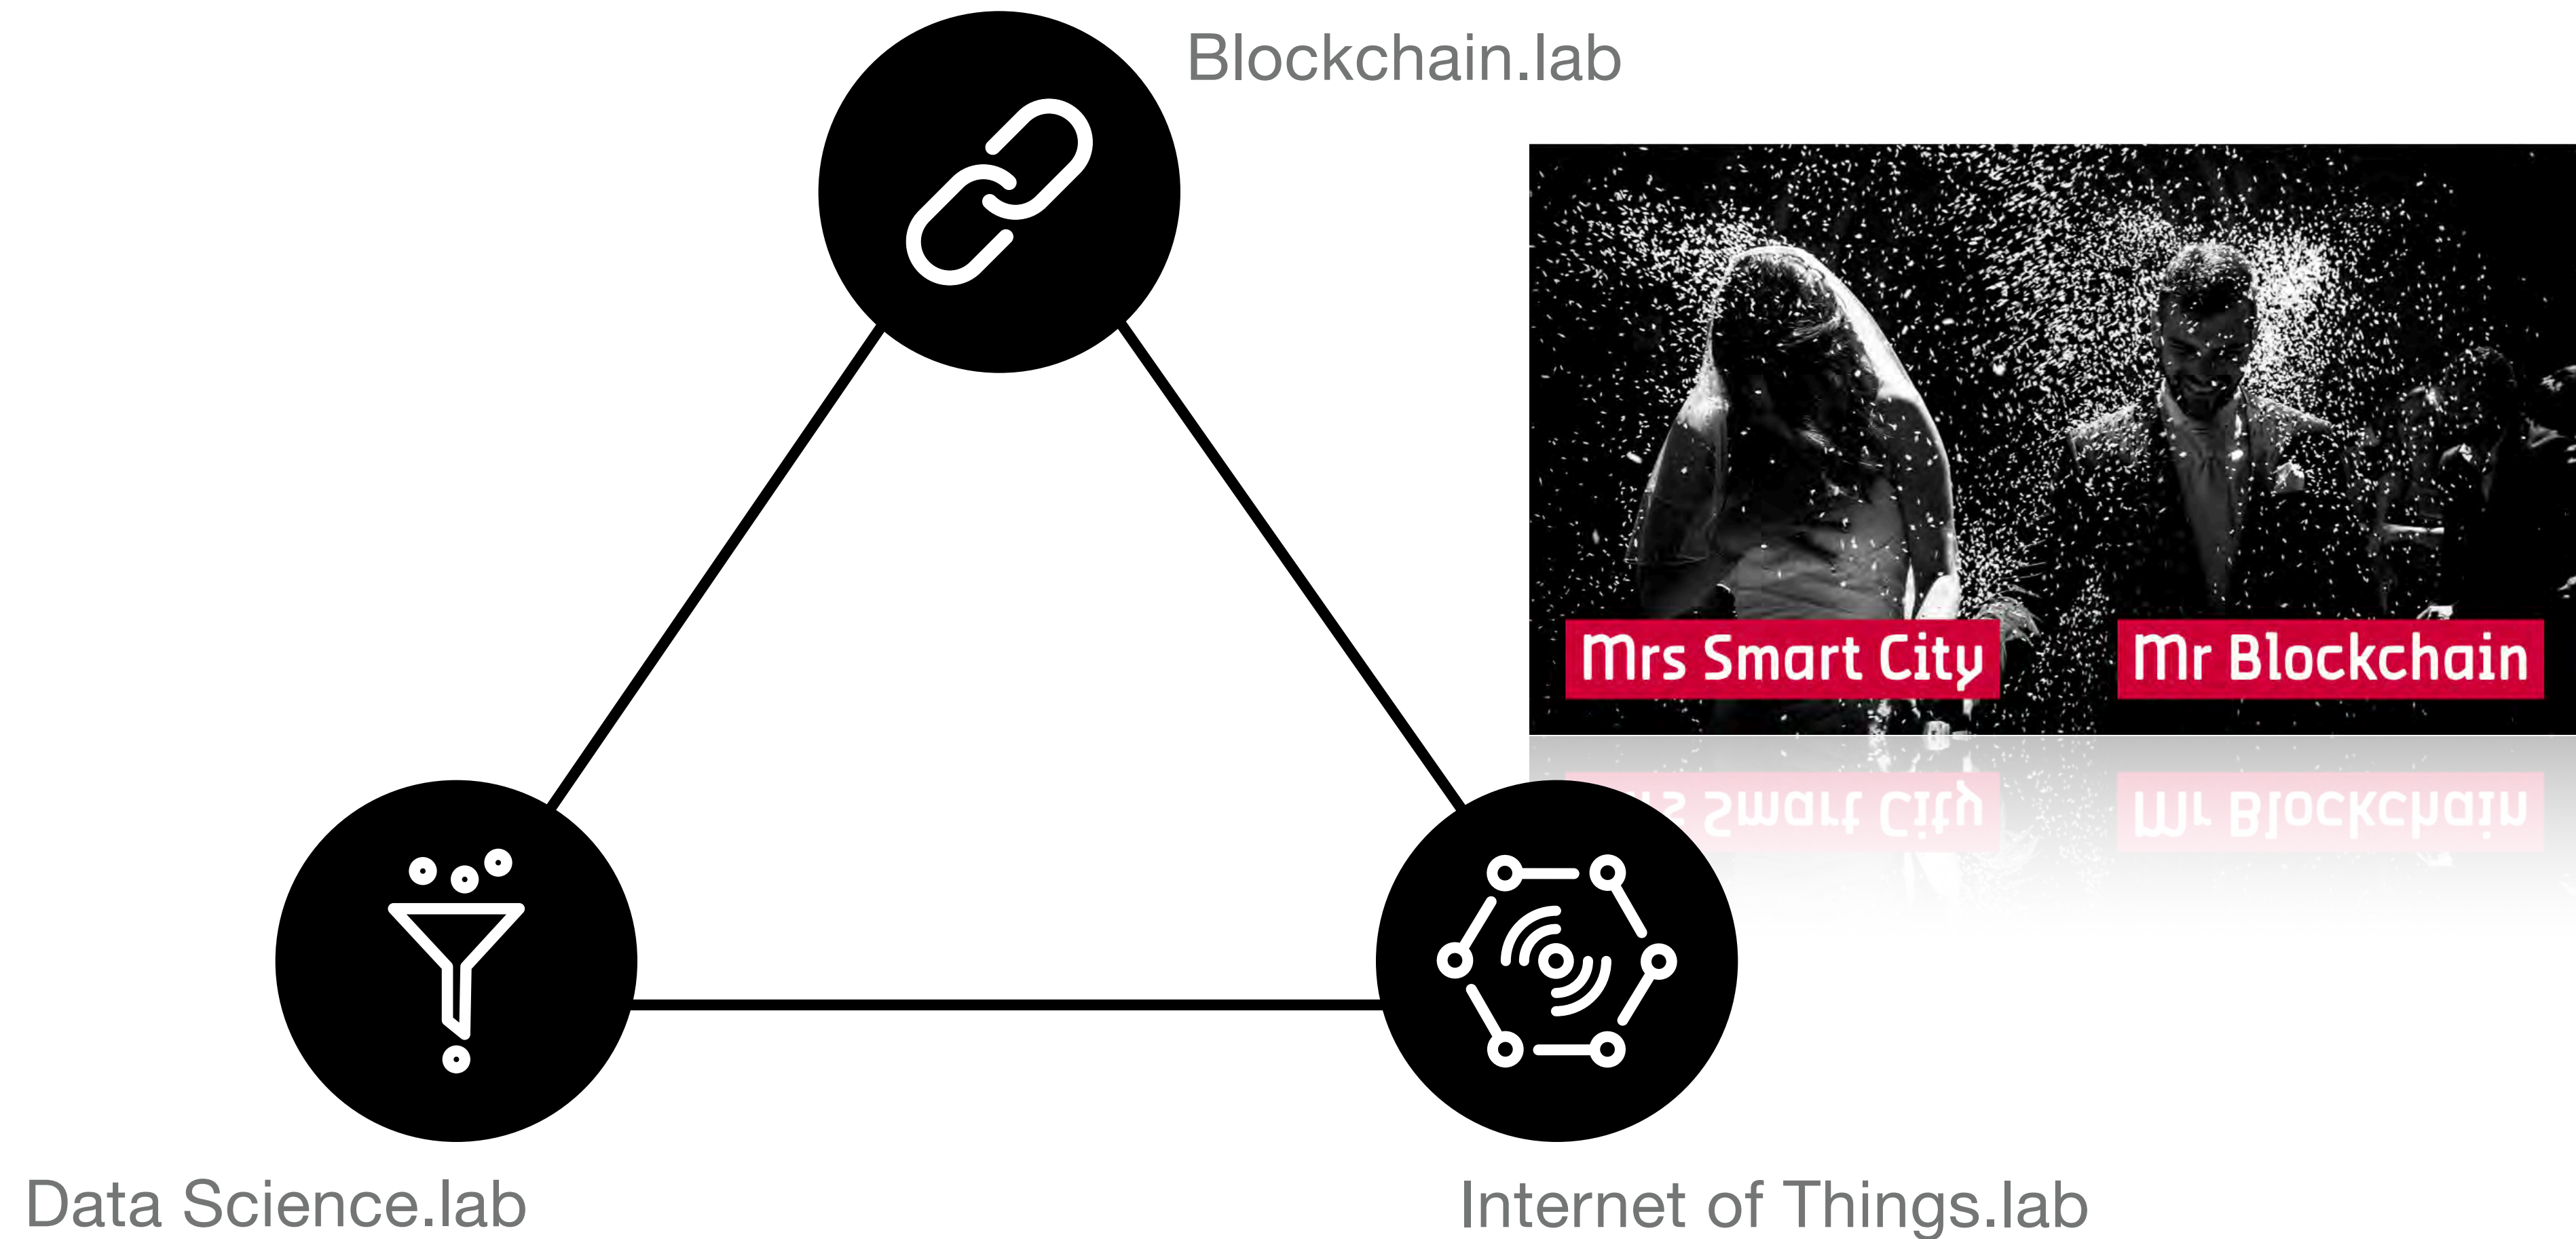 Blockchain.lab
Mrs Smart City
Mr Blockchain
Data Science.lab
Internet of Things.lab